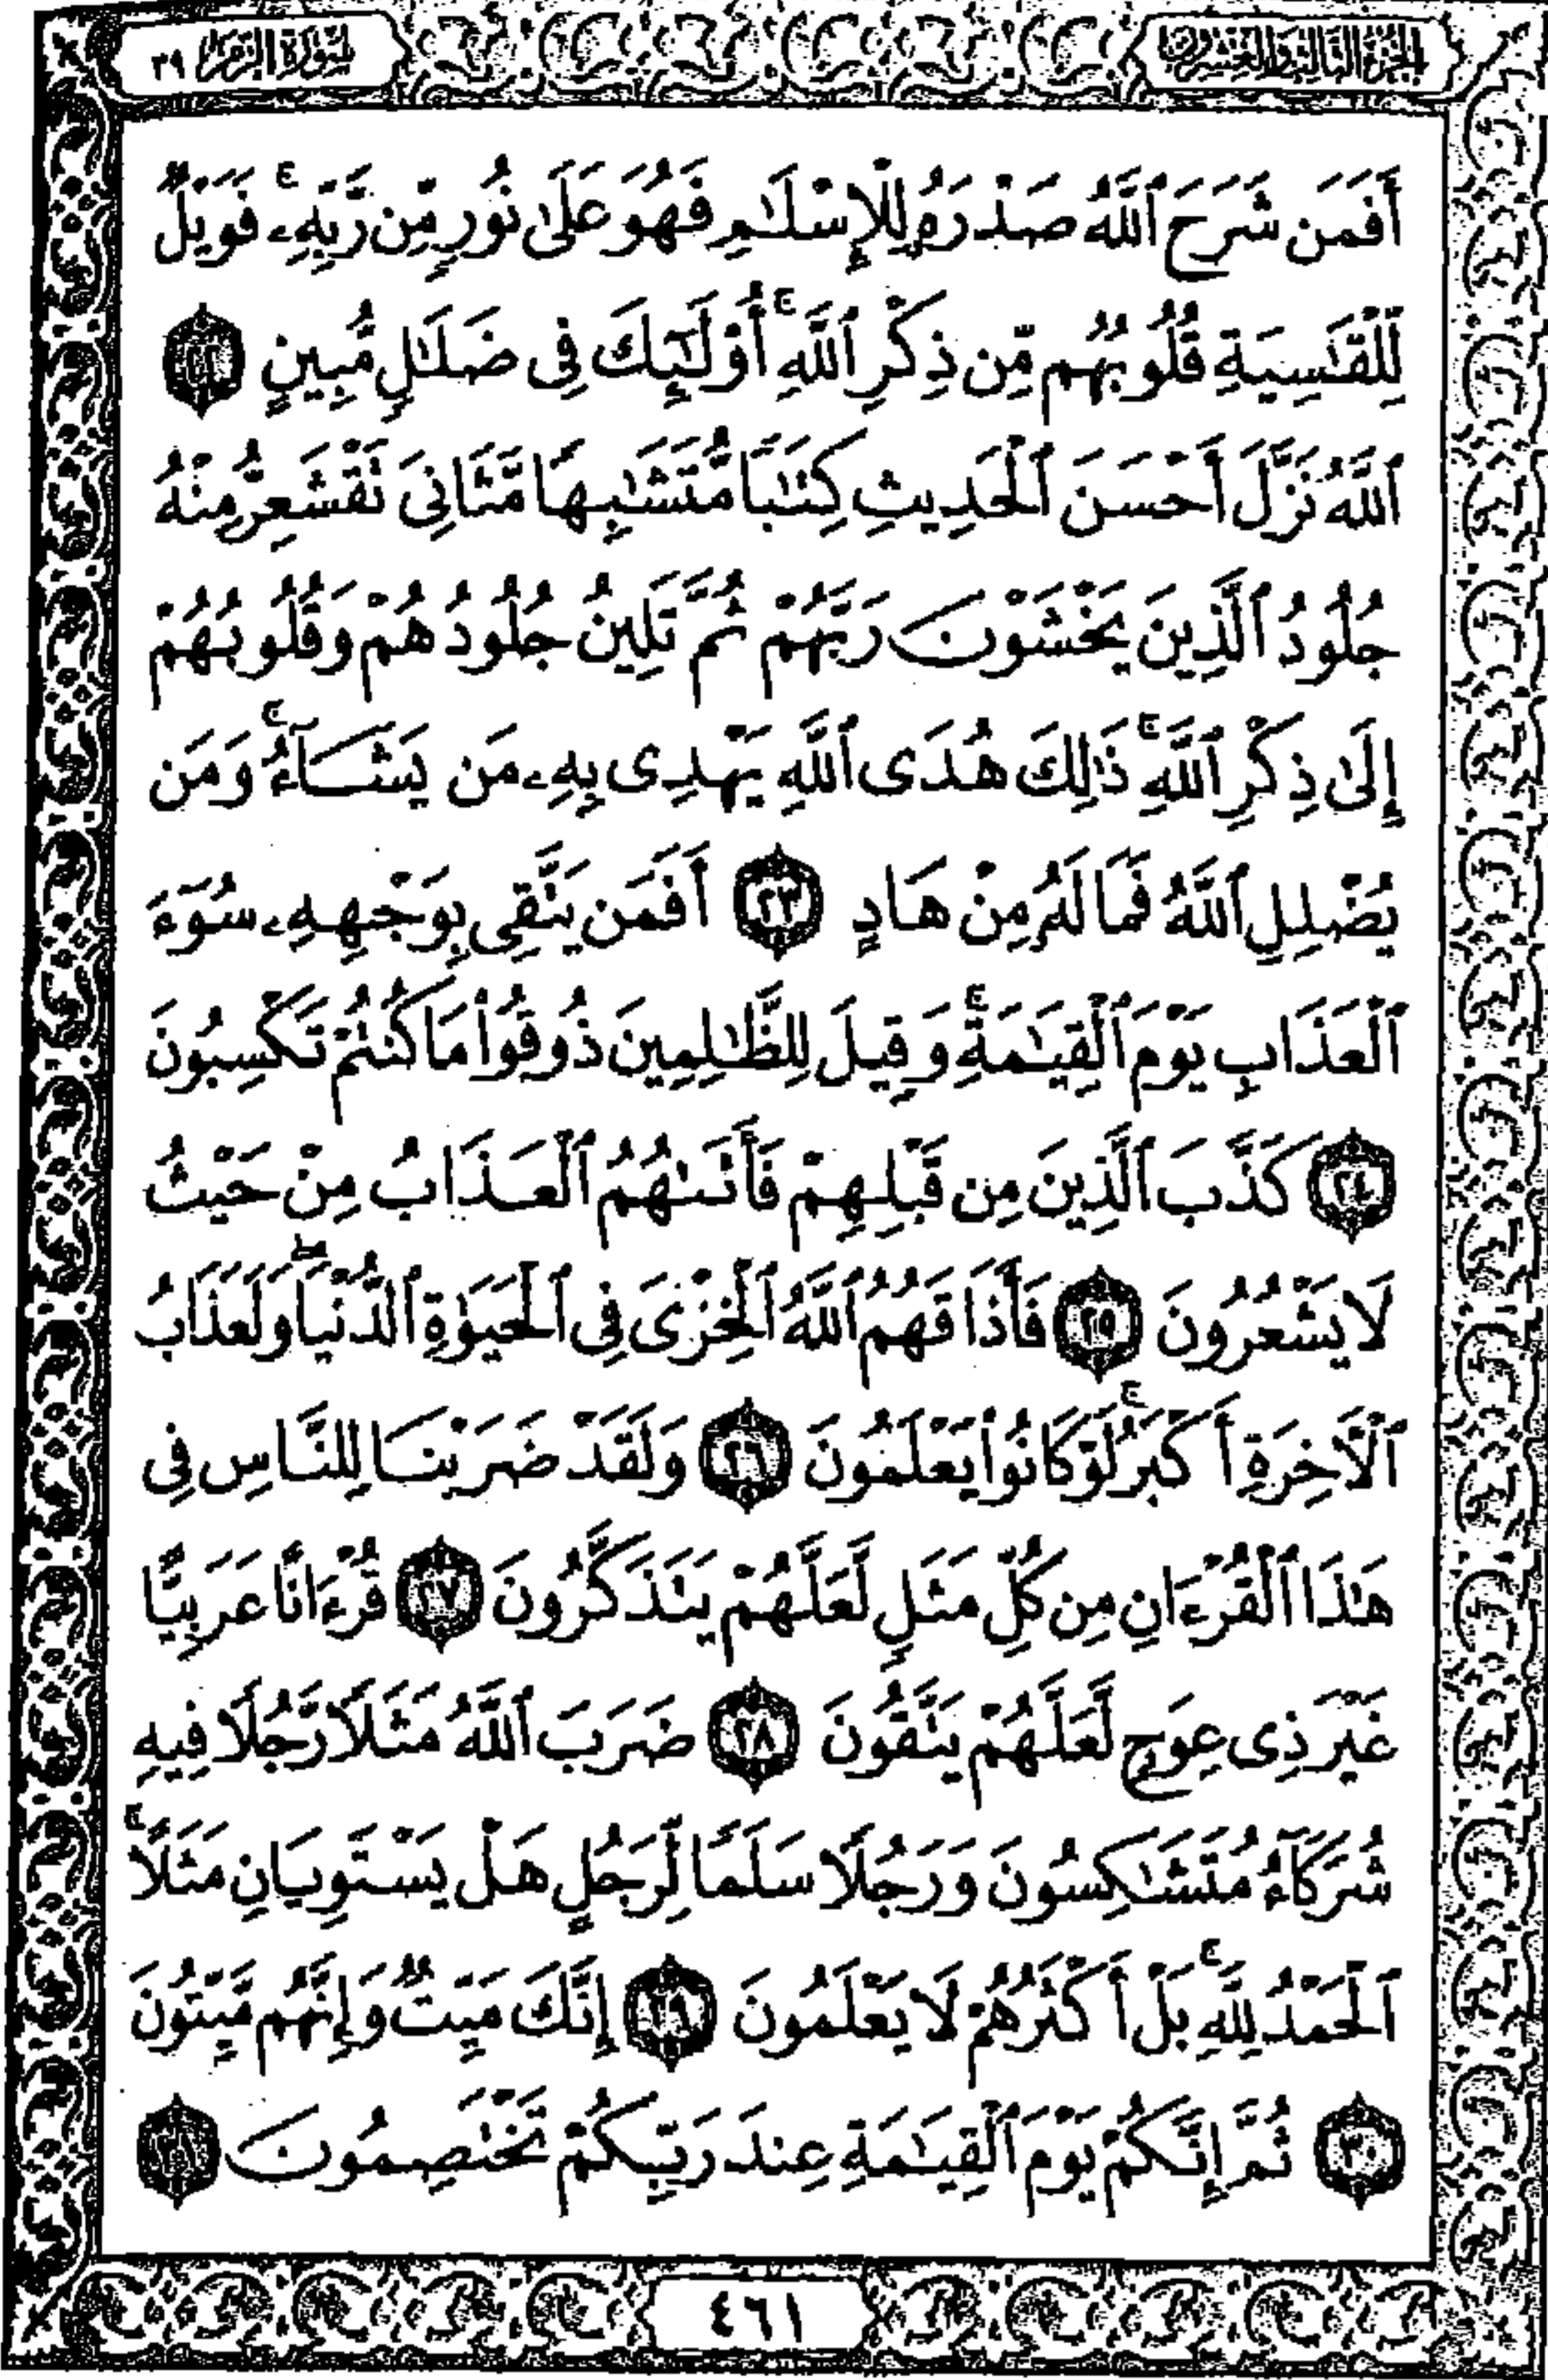 الجزء الثالث والعشرون
سورة الزمر ٣٩
أَفَمَن شَرَحَ ٱللَّهُ صَدْرَهُۥ لِلْإِسْلَـٰمِ فَهُوَ عَلَىٰ نُورٍ مِّن رَّبِّهِۦ ۚ فَوَيْلٌ
لِّلْقَـٰسِيَةِ قُلُوبُهُم مِّن ذِكْرِ ٱللَّهِ ۚ أُو۟لَـٰٓئِكَ فِى ضَلَـٰلٍ مُّبِينٍ ٢٢
ٱللَّهُ نَزَّلَ أَحْسَنَ ٱلْحَدِيثِ كِتَـٰبًا مُّتَشَـٰبِهًا مَّثَانِىَ تَقْشَعِرُّ مِنْهُ
جُلُودُ ٱلَّذِينَ يَخْشَوْنَ رَبَّهُمْ ثُمَّ تَلِينُ جُلُودُهُمْ وَقُلُوبُهُمْ
إِلَىٰ ذِكْرِ ٱللَّهِ ۚ ذَٰلِكَ هُدَى ٱللَّهِ يَهْدِى بِهِۦ مَن يَشَآءُ ۚ وَمَن
يُضْلِلِ ٱللَّهُ فَمَا لَهُۥ مِنْ هَادٍ ٢٣ أَفَمَن يَتَّقِى بِوَجْهِهِۦ سُوٓءَ
ٱلْعَذَابِ يَوْمَ ٱلْقِيَـٰمَةِ ۚ وَقِيلَ لِلظَّـٰلِمِينَ ذُوقُوا۟ مَا كُنتُمْ تَكْسِبُونَ
٢٤ كَذَّبَ ٱلَّذِينَ مِن قَبْلِهِمْ فَأَتَىٰهُمُ ٱلْعَذَابُ مِنْ حَيْثُ
لَا يَشْعُرُونَ ٢٥ فَأَذَاقَهُمُ ٱللَّهُ ٱلْخِزْىَ فِى ٱلْحَيَوٰةِ ٱلدُّنْيَا ۖ وَلَعَذَابُ
ٱلْـَٔاخِرَةِ أَكْبَرُ ۚ لَوْ كَانُوا۟ يَعْلَمُونَ ٢٦ وَلَقَدْ ضَرَبْنَا لِلنَّاسِ فِى
هَـٰذَا ٱلْقُرْءَانِ مِن كُلِّ مَثَلٍ لَّعَلَّهُمْ يَتَذَكَّرُونَ ٢٧ قُرْءَانًا عَرَبِيًّا
غَيْرَ ذِى عِوَجٍ لَّعَلَّهُمْ يَتَّقُونَ ٢٨ ضَرَبَ ٱللَّهُ مَثَلًا رَّجُلًا فِيهِ
شُرَكَآءُ مُتَشَـٰكِسُونَ وَرَجُلًا سَلَمًا لِّرَجُلٍ هَلْ يَسْتَوِيَانِ مَثَلًا ۚ
ٱلْحَمْدُ لِلَّهِ ۚ بَلْ أَكْثَرُهُمْ لَا يَعْلَمُونَ ٢٩ إِنَّكَ مَيِّتٌ وَإِنَّهُم مَّيِّتُونَ
٣٠ ثُمَّ إِنَّكُمْ يَوْمَ ٱلْقِيَـٰمَةِ عِندَ رَبِّكُمْ تَخْتَصِمُونَ ٣١
٤٦١